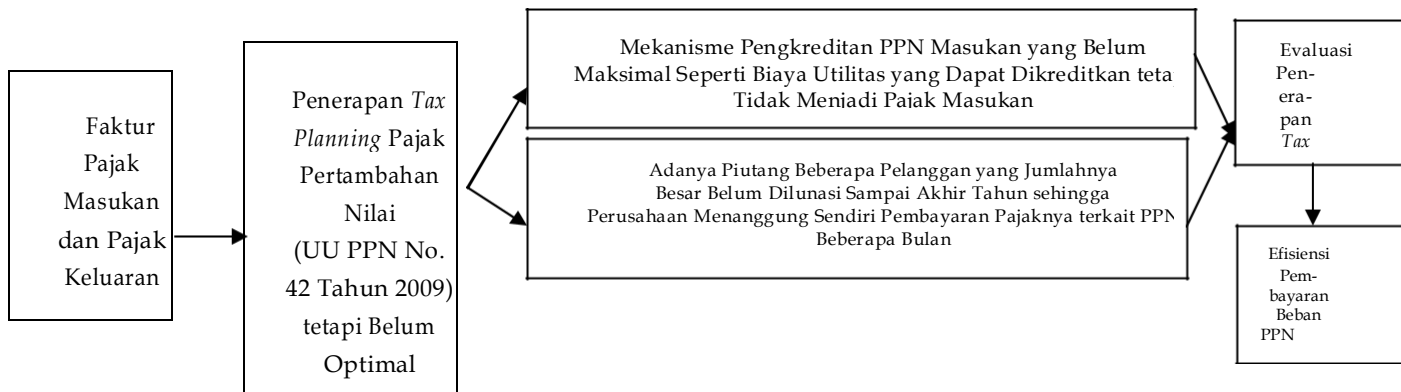 Faktur
Pajak
Masukan
dan Pajak
Keluaran
Penerapan Tax
Planning Pajak
Pertambahan
Nilai
(UU PPN No.
42 Tahun 2009)
tetapi Belum
Optimal
Mekanisme Pengkreditan PPN Masukan yang Belum
Maksimal Seperti Biaya Utilitas yang Dapat Dikreditkan teta
Tidak Menjadi Pajak Masukan
Adanya Piutang Beberapa Pelanggan yang Jumlahnya
Besar Belum Dilunasi Sampai Akhir Tahun sehingga
Perusahaan Menanggung Sendiri Pembayaran Pajaknya terkait PPN
Beberapa Bulan
Evaluasi
Pen-
era-
pan
Tax
Efisiensi
Pem-
bayaran
Beban
PPN